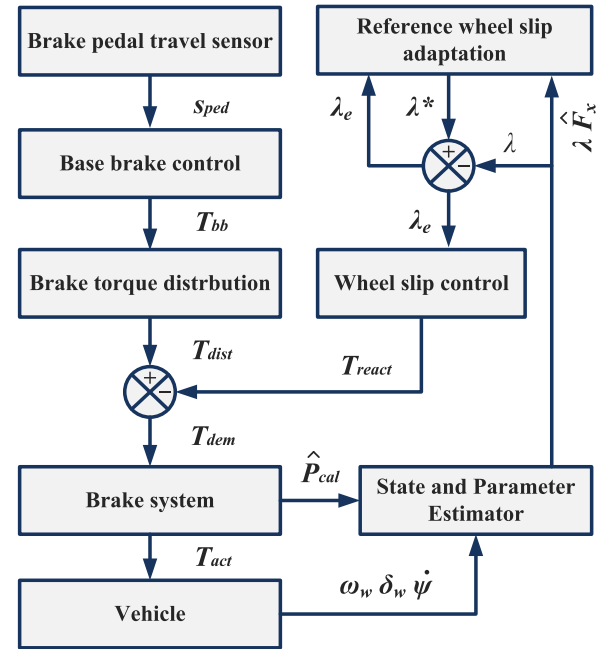 Brake pedal travel sensor
Reference wheel slip
adaptation
s_ped
λ_e
λ*
λ F̂_x
Base brake control
+
−
λ
T_bb
λ_e
Brake torque distrbution
Wheel slip control
T_dist
T_react
+
−
T_dem
Brake system
P̂_cal
State and Parameter
Estimator
T_act
Vehicle
ω_w δ_w ψ̇